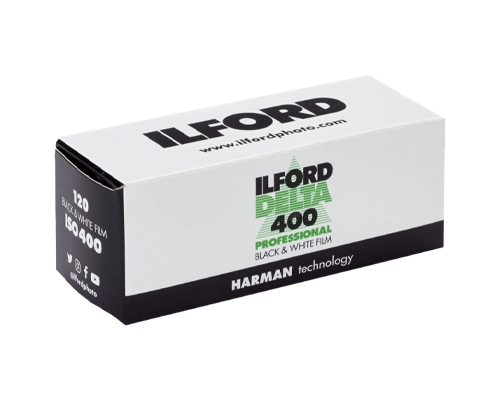 ILFORD
www.ilfordphoto.com
ILFORD
DELTA
400
PROFESSIONAL
BLACK & WHITE FILM
HARMAN technology
120
BLACK & WHITE FILM
ISO400
@ilfordphoto